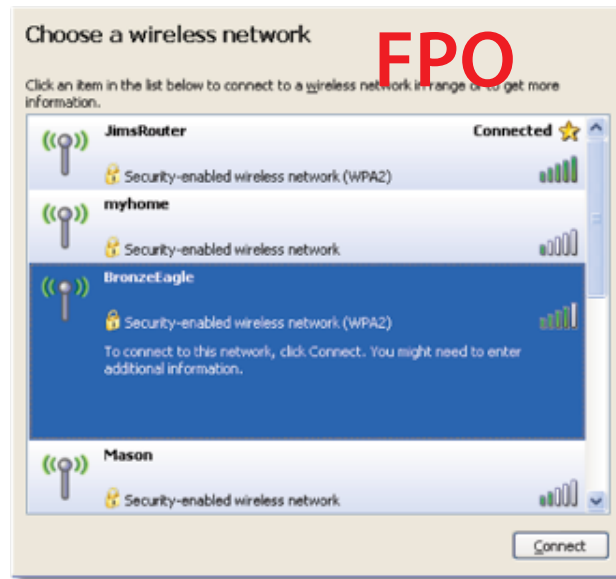 Choose a wireless network
FPO
Click an item in the list below to connect to a wireless network in range or to get more
information.
JimsRouter Connected
Security-enabled wireless network (WPA2)
myhome
Security-enabled wireless network
BronzeEagle
Security-enabled wireless network (WPA2)
To connect to this network, click Connect. You might need to enter
additional information.
Mason
Security-enabled wireless network
Connect